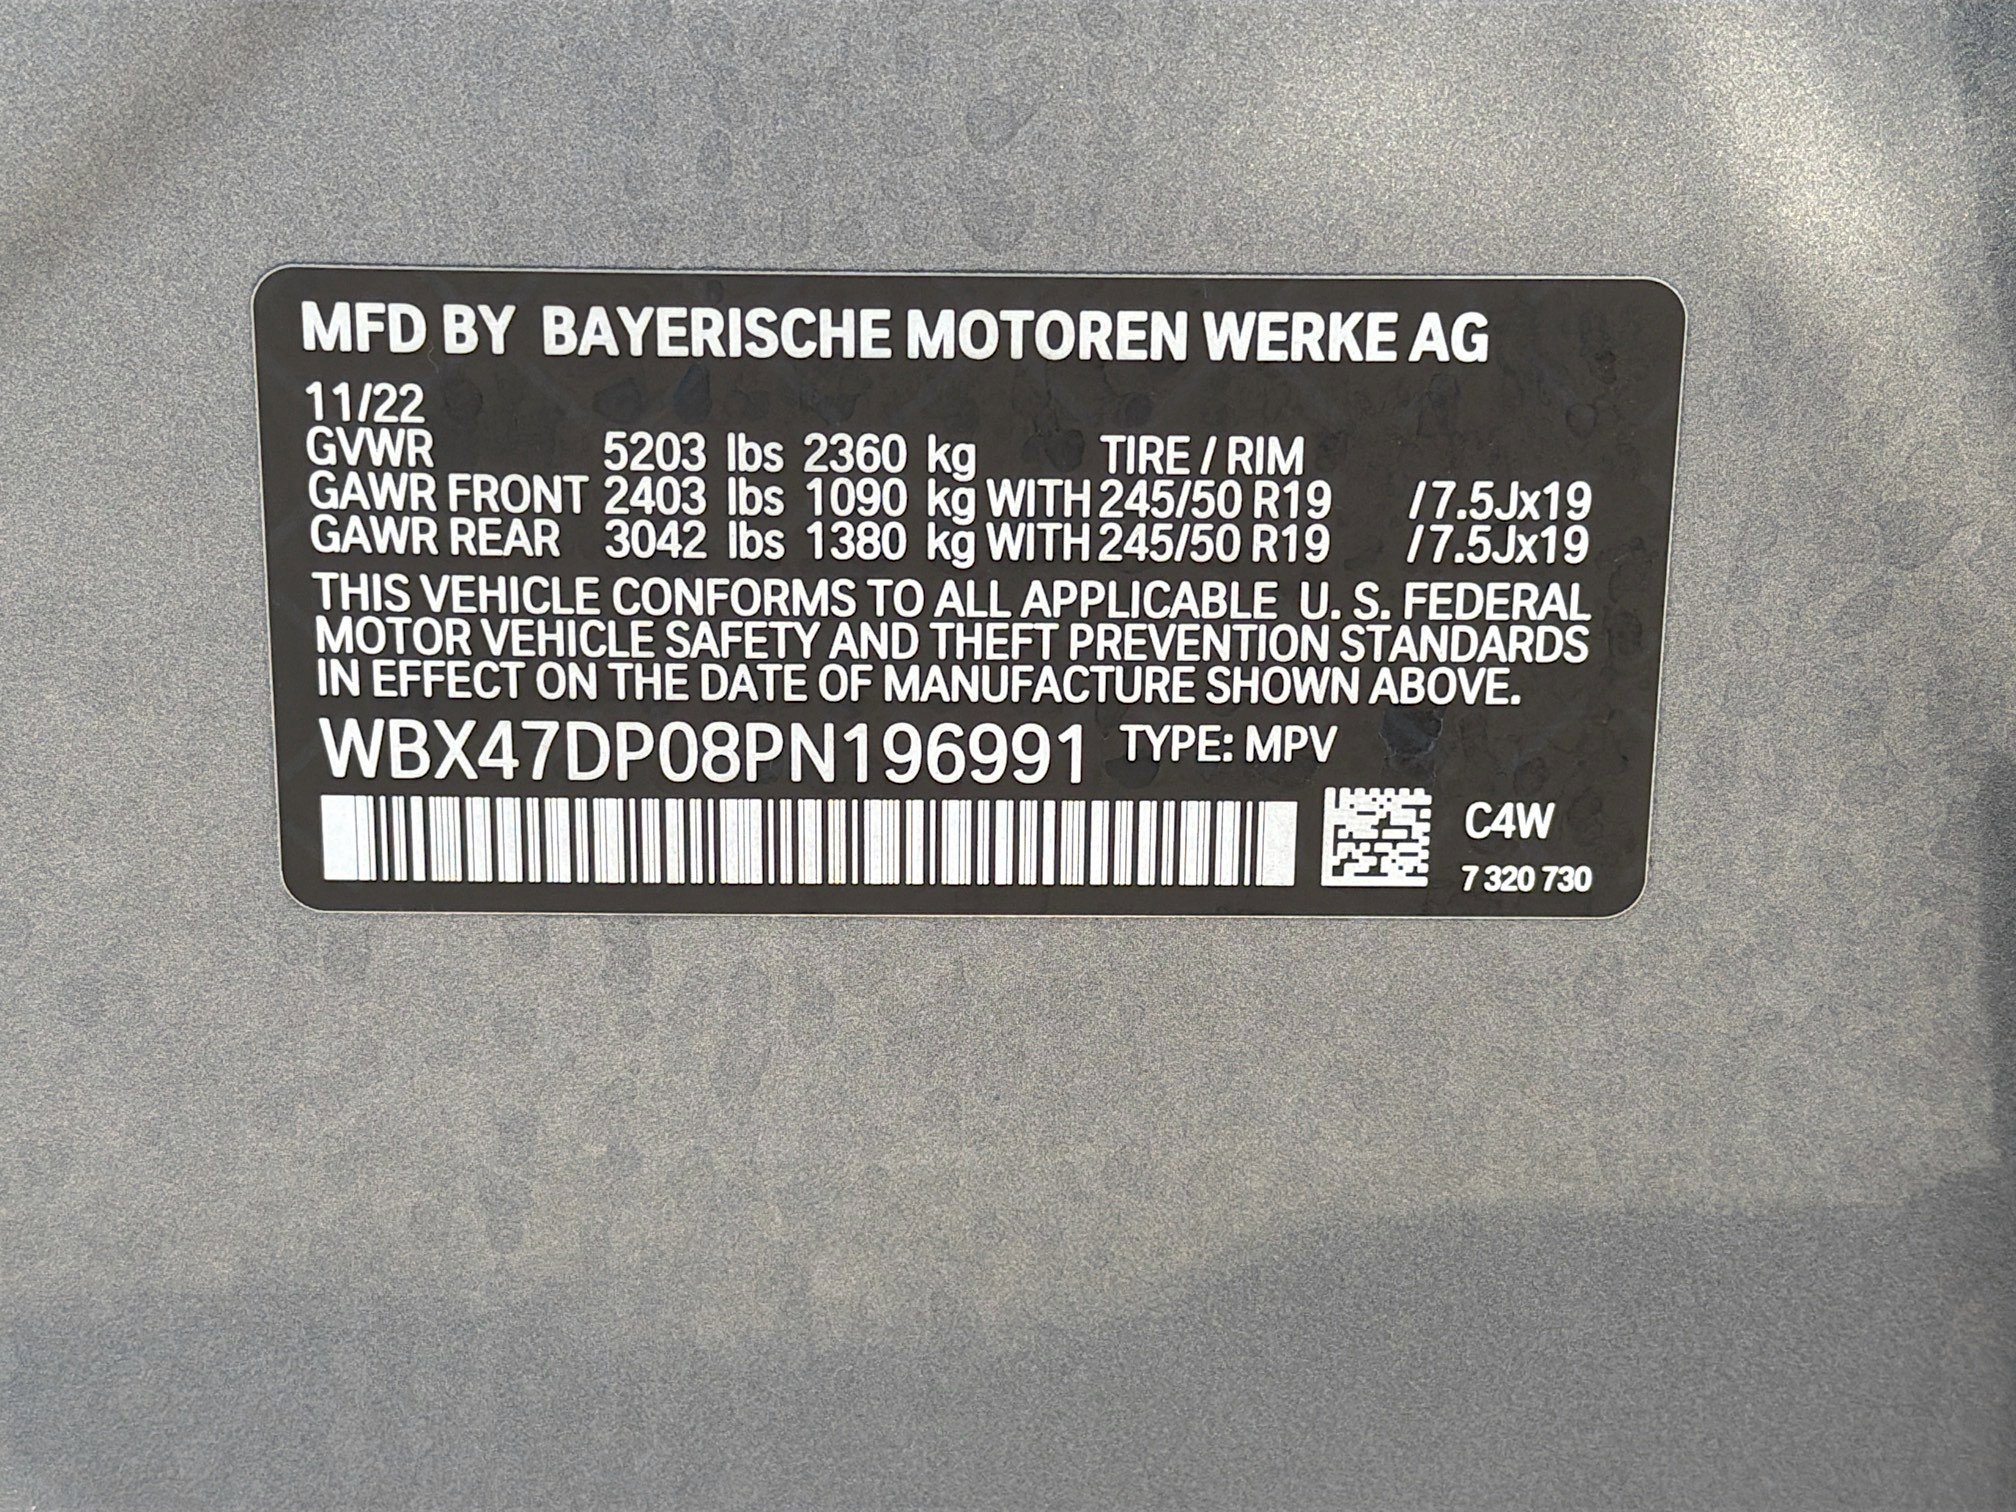 MFD BY BAYERISCHE MOTOREN WERKE AG
11/22
GVWR 5203 lbs 2360 kg TIRE / RIM
GAWR FRONT 2403 lbs 1090 kg WITH 245/50 R19 /7.5Jx19
GAWR REAR 3042 lbs 1380 kg WITH 245/50 R19 /7.5Jx19
THIS VEHICLE CONFORMS TO ALL APPLICABLE U. S. FEDERAL
MOTOR VEHICLE SAFETY AND THEFT PREVENTION STANDARDS
IN EFFECT ON THE DATE OF MANUFACTURE SHOWN ABOVE.
WBX47DP08PN196991 TYPE: MPV
C4W
7 320 730